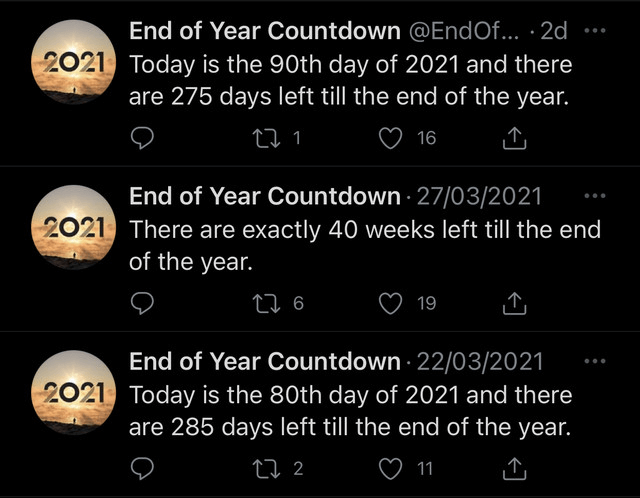 End of Year Countdown @EndOf... · 2d
2021
Today is the 90th day of 2021 and there
are 275 days left till the end of the year.
1 16
End of Year Countdown · 27/03/2021
2021
There are exactly 40 weeks left till the end
of the year.
6 19
End of Year Countdown · 22/03/2021
2021
Today is the 80th day of 2021 and there
are 285 days left till the end of the year.
2 11